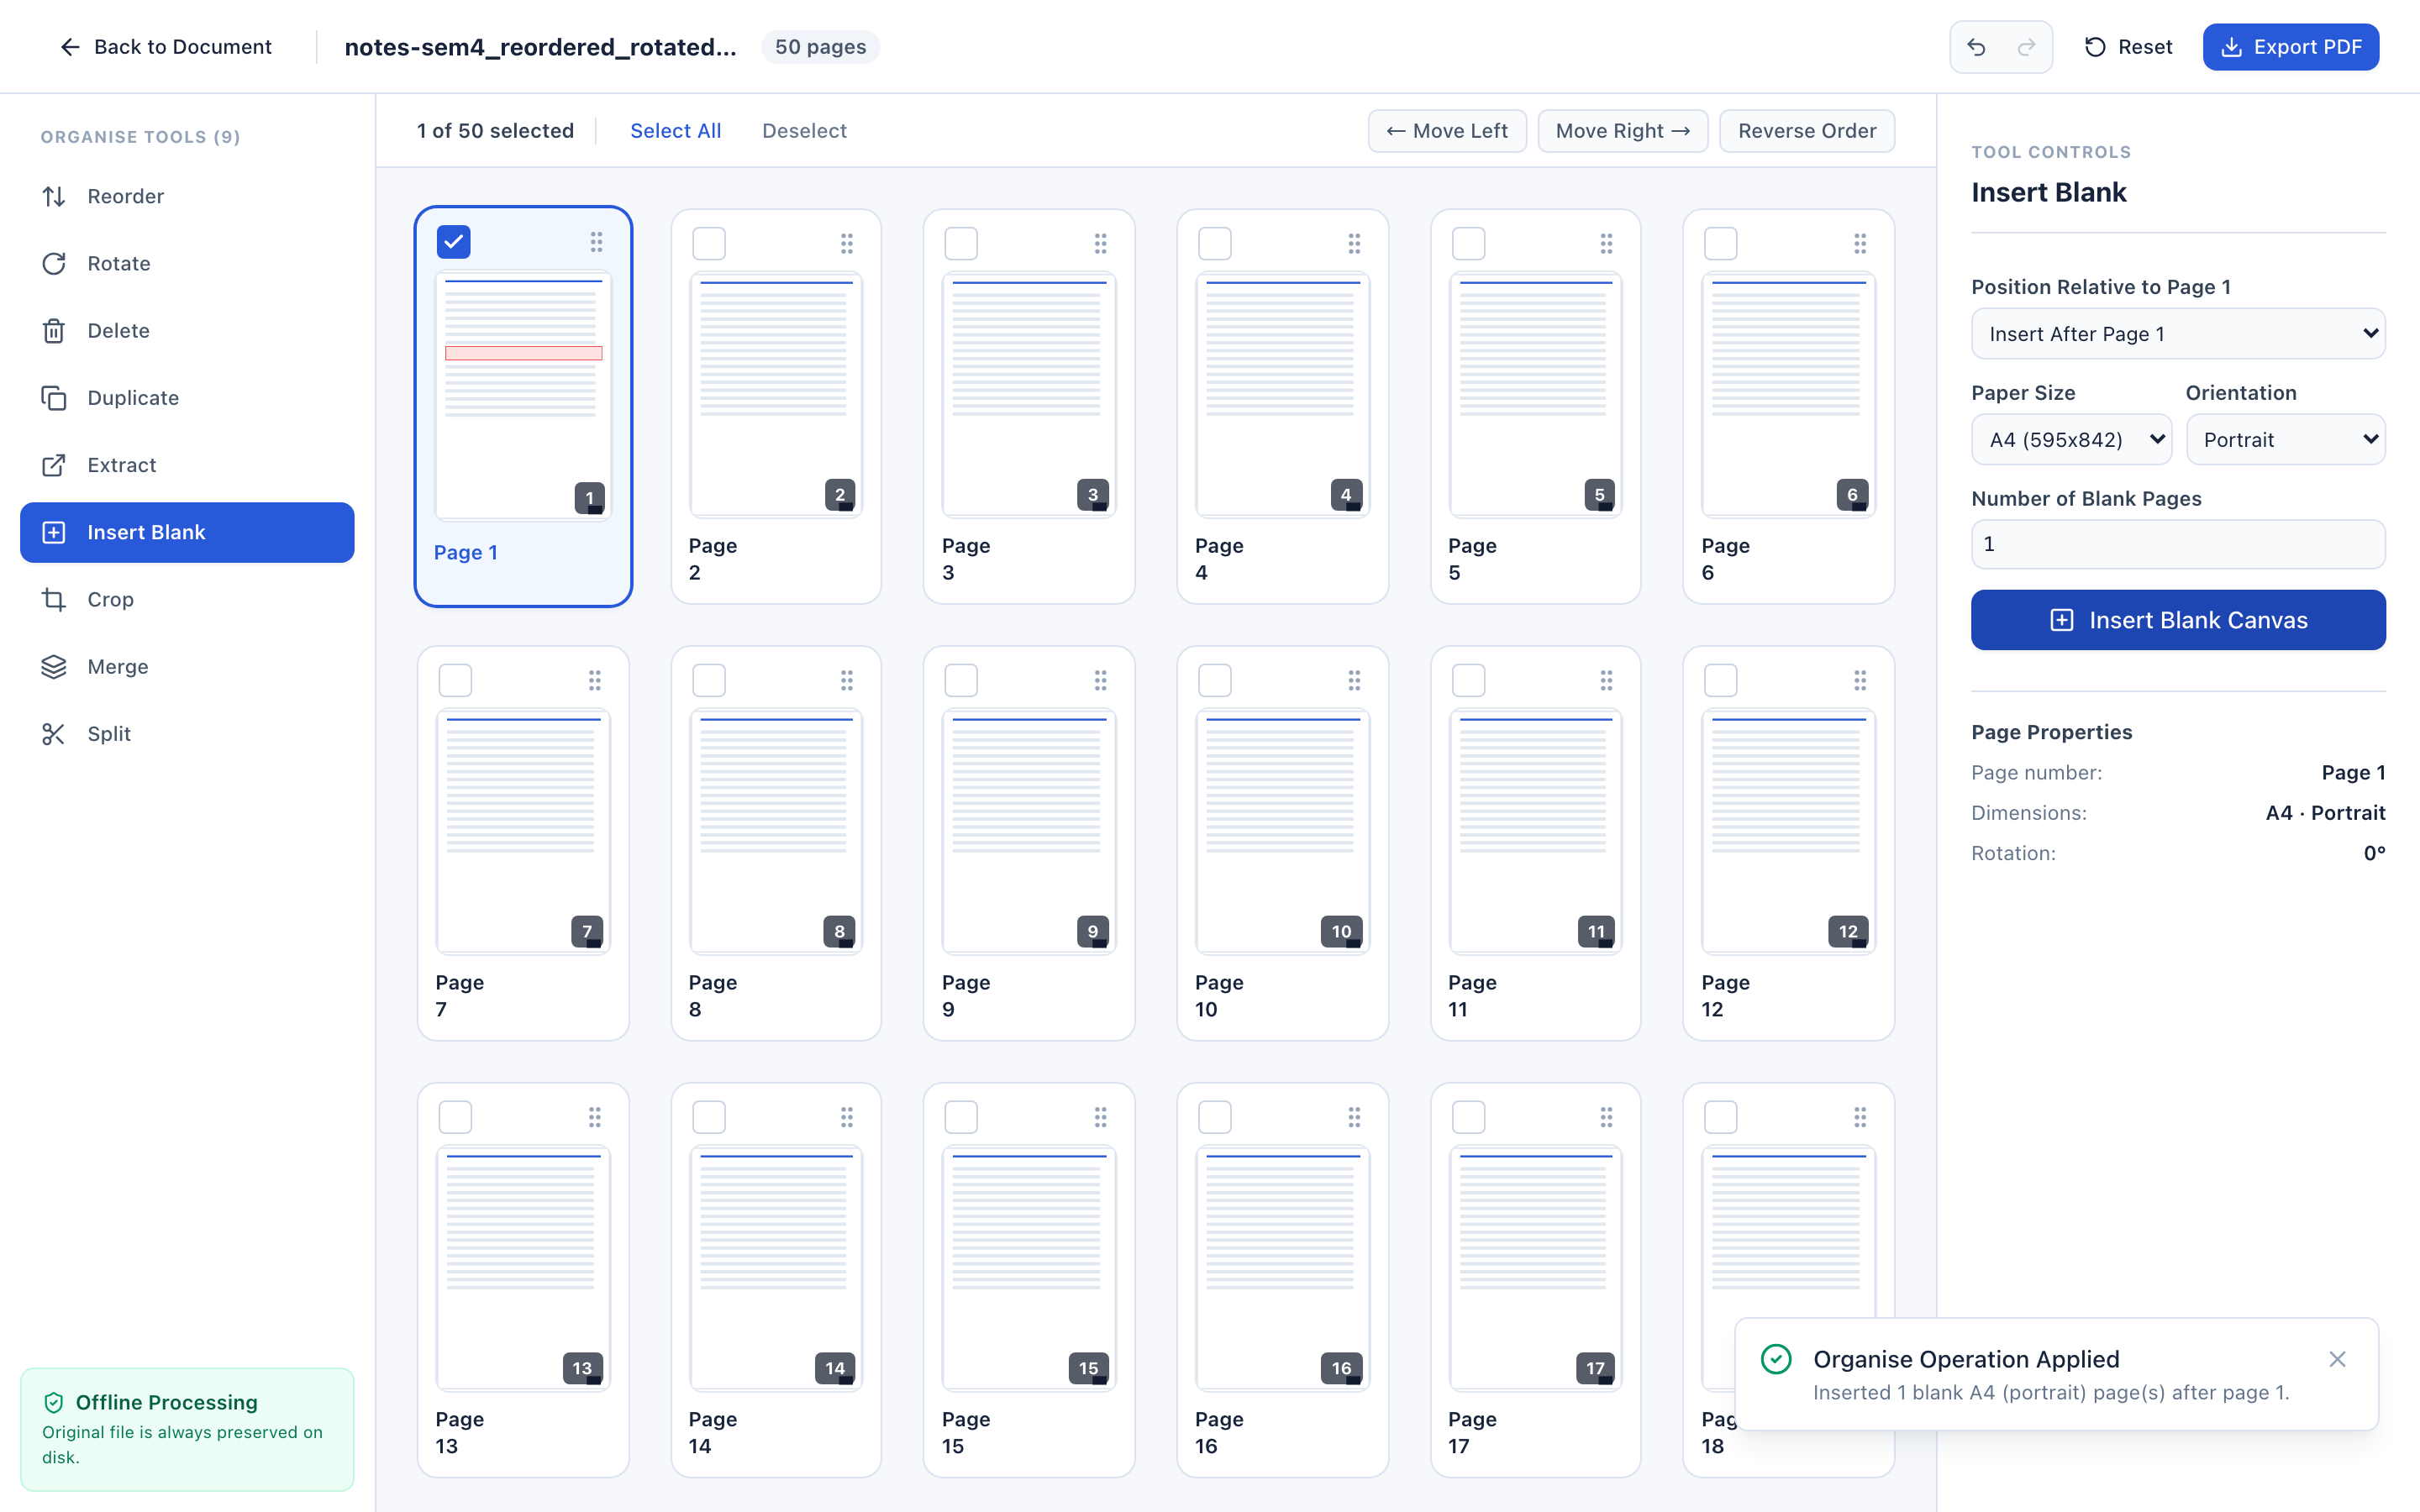 Back to Document
notes-sem4_reordered_rotated...
50 pages
Reset
Export PDF
ORGANISE TOOLS (9)
Reorder
Rotate
Delete
Duplicate
Extract
Insert Blank
Crop
Merge
Split
Offline Processing
Original file is always preserved on
disk.
1 of 50 selected
Select All
Deselect
← Move Left
Move Right →
Reverse Order
1
Page 1
2
Page
2
3
Page
3
4
Page
4
5
Page
5
6
Page
6
7
Page
7
8
Page
8
9
Page
9
10
Page
10
11
Page
11
12
Page
12
13
Page
13
14
Page
14
15
Page
15
16
Page
16
17
Page
17
Pag
18
TOOL CONTROLS
Insert Blank
Position Relative to Page 1
Insert After Page 1
Paper Size
Orientation
A4 (595x842)
Portrait
Number of Blank Pages
1
Insert Blank Canvas
Page Properties
Page number:
Page 1
Dimensions:
A4 · Portrait
Rotation:
0°
Organise Operation Applied
Inserted 1 blank A4 (portrait) page(s) after page 1.